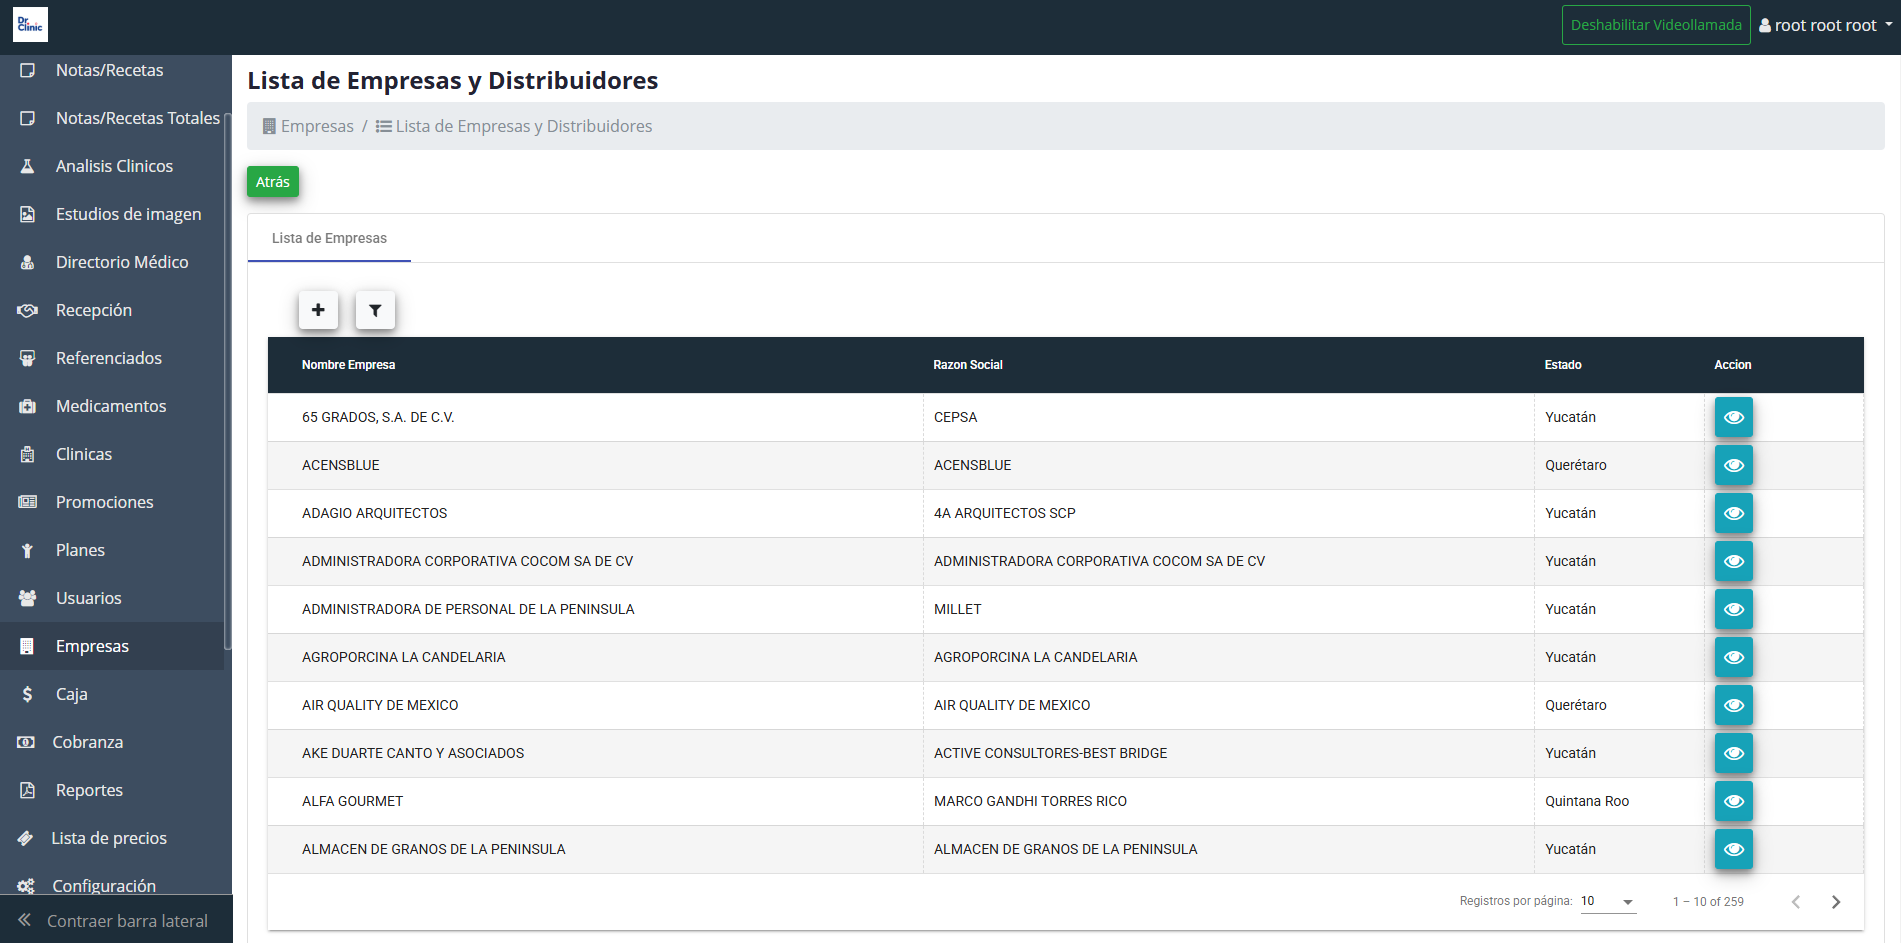 Dr.
Clinic
Deshabilitar Videollamada
root root root
Notas/Recetas
Notas/Recetas Totales
Analisis Clinicos
Estudios de imagen
Directorio Médico
Recepción
Referenciados
Medicamentos
Clinicas
Promociones
Planes
Usuarios
Empresas
Caja
Cobranza
Reportes
Lista de precios
Configuración
Contraer barra lateral
Lista de Empresas y Distribuidores
Empresas / Lista de Empresas y Distribuidores
Atrás
Lista de Empresas
Nombre Empresa Razon Social Estado Accion
65 GRADOS, S.A. DE C.V. CEPSA Yucatán
ACENSBLUE ACENSBLUE Querétaro
ADAGIO ARQUITECTOS 4A ARQUITECTOS SCP Yucatán
ADMINISTRADORA CORPORATIVA COCOM SA DE CV ADMINISTRADORA CORPORATIVA COCOM SA DE CV Yucatán
ADMINISTRADORA DE PERSONAL DE LA PENINSULA MILLET Yucatán
AGROPORCINA LA CANDELARIA AGROPORCINA LA CANDELARIA Yucatán
AIR QUALITY DE MEXICO AIR QUALITY DE MEXICO Querétaro
AKE DUARTE CANTO Y ASOCIADOS ACTIVE CONSULTORES-BEST BRIDGE Yucatán
ALFA GOURMET MARCO GANDHI TORRES RICO Quintana Roo
ALMACEN DE GRANOS DE LA PENINSULA ALMACEN DE GRANOS DE LA PENINSULA Yucatán
Registros por página: 10 1 – 10 of 259